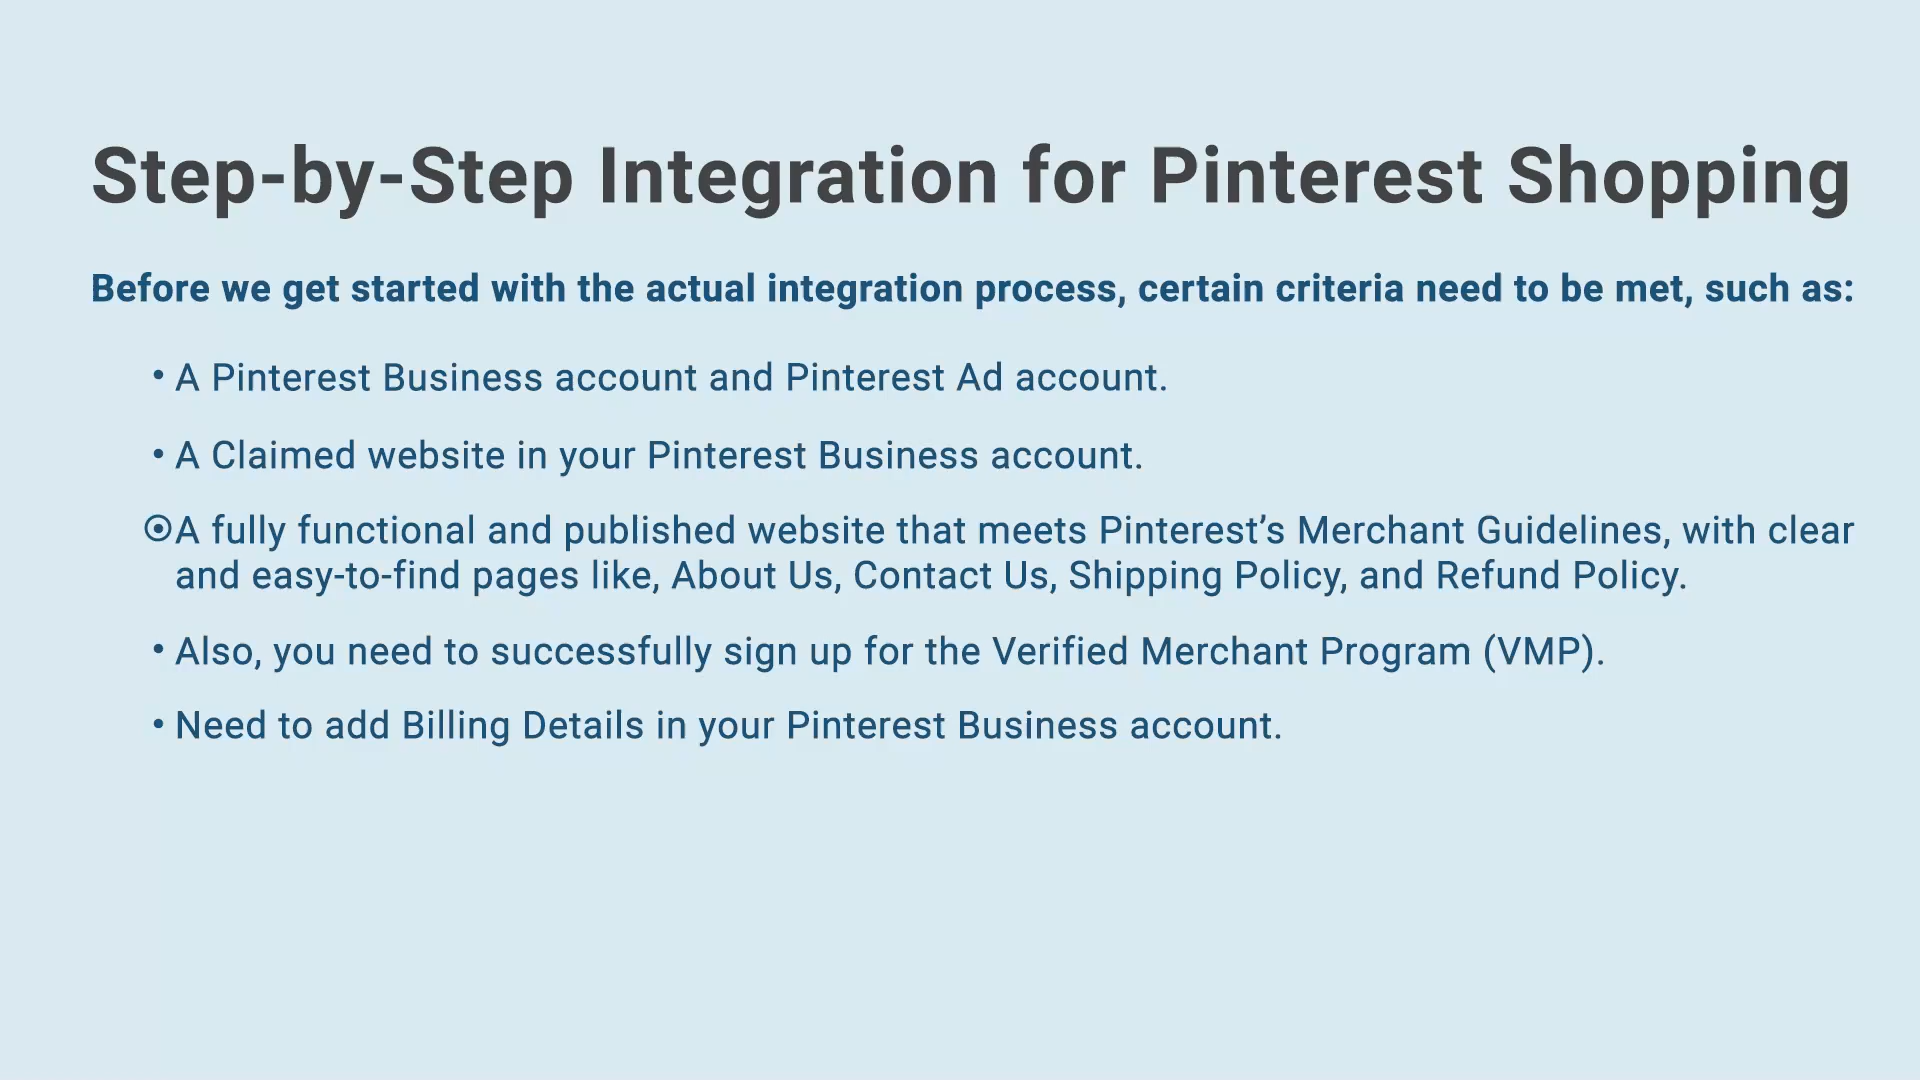 Step-by-Step Integration for Pinterest Shopping
Before we get started with the actual integration process, certain criteria need to be met, such as:
• A Pinterest Business account and Pinterest Ad account.
• A Claimed website in your Pinterest Business account.
⦿ A fully functional and published website that meets Pinterest’s Merchant Guidelines, with clear
and easy-to-find pages like, About Us, Contact Us, Shipping Policy, and Refund Policy.
• Also, you need to successfully sign up for the Verified Merchant Program (VMP).
• Need to add Billing Details in your Pinterest Business account.